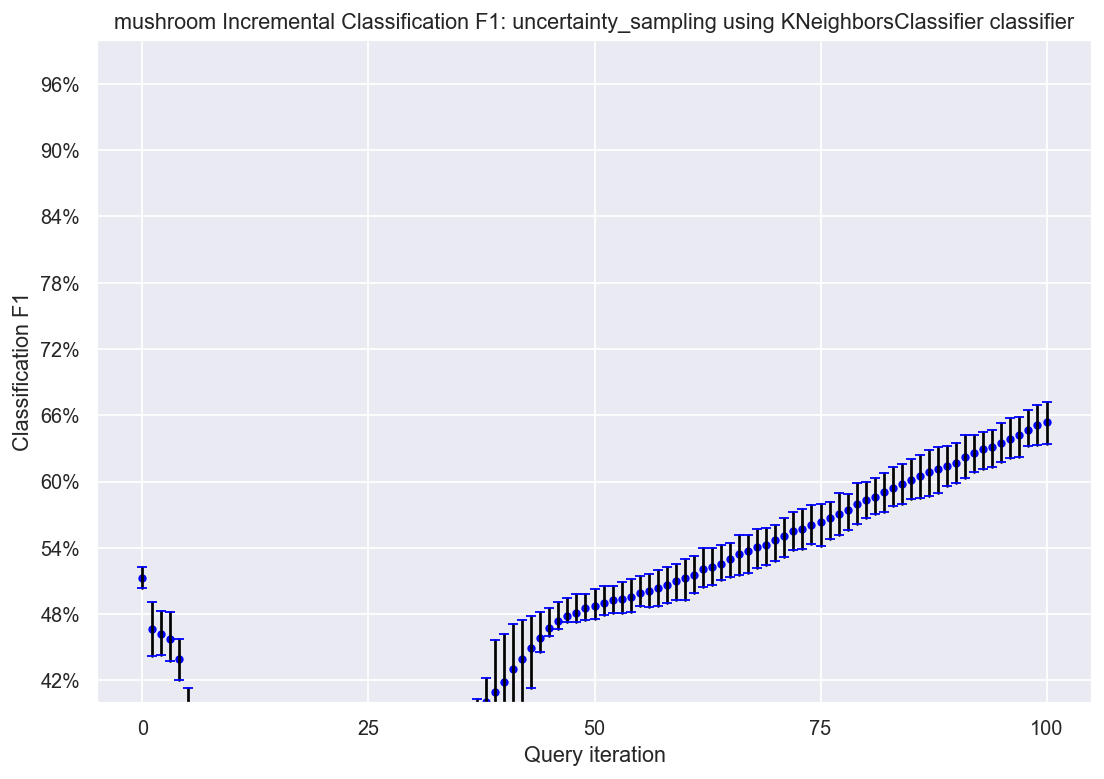 mushroom Incremental Classification F1: uncertainty_sampling using KNeighborsClassifier classifier
96%
90%
84%
78%
72%
66%
60%
54%
48%
42%
Classification F1
0 25 50 75 100
Query iteration